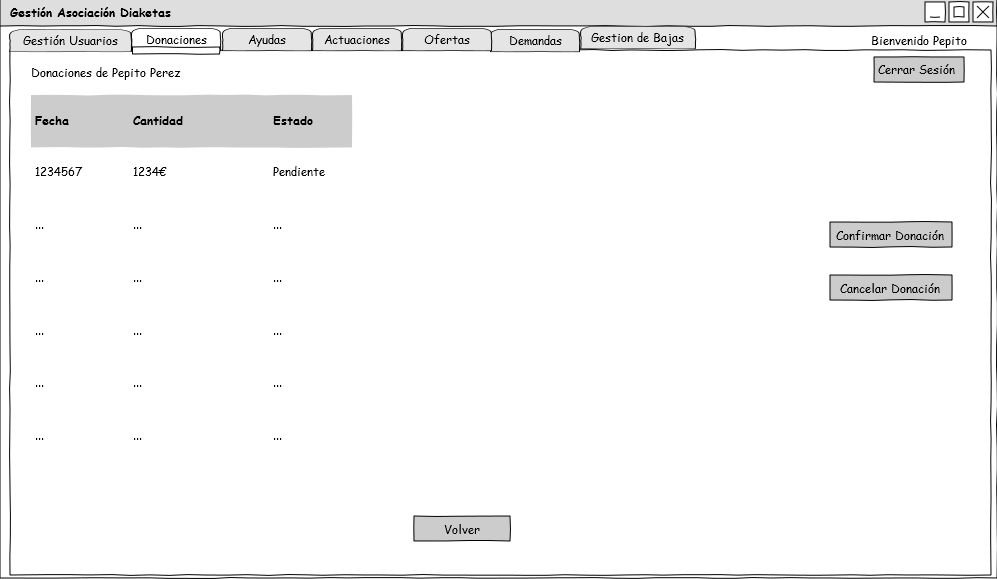 Gestión Asociación Diaketas
Gestión Usuarios Donaciones Ayudas Actuaciones Ofertas Demandas Gestion de Bajas
Bienvenido Pepito
Donaciones de Pepito Perez
Cerrar Sesión
Fecha Cantidad Estado
1234567 1234€ Pendiente
... ... ...
Confirmar Donación
... ... ...
Cancelar Donación
... ... ...
... ... ...
... ... ...
Volver